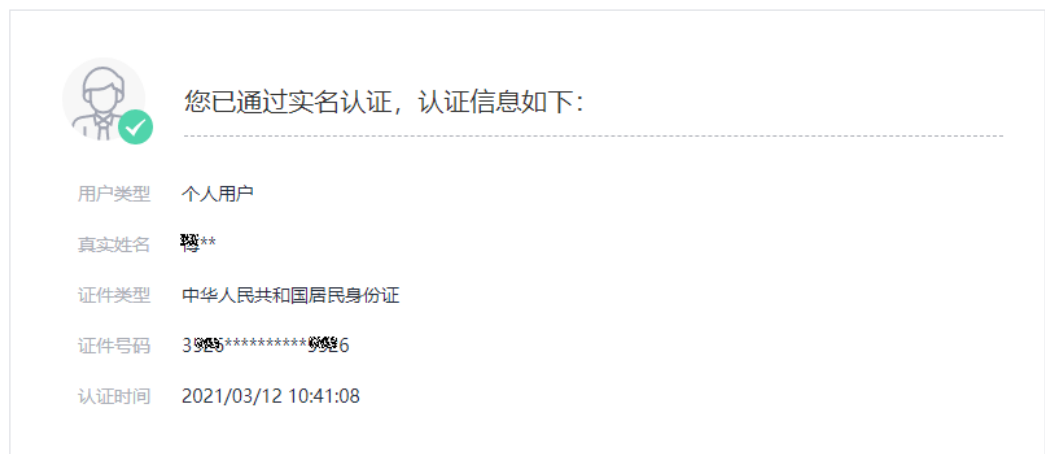 您已通过实名认证，认证信息如下：
用户类型 个人用户
真实姓名 **
证件类型 中华人民共和国居民身份证
证件号码 3**********6
认证时间 2021/03/12 10:41:08